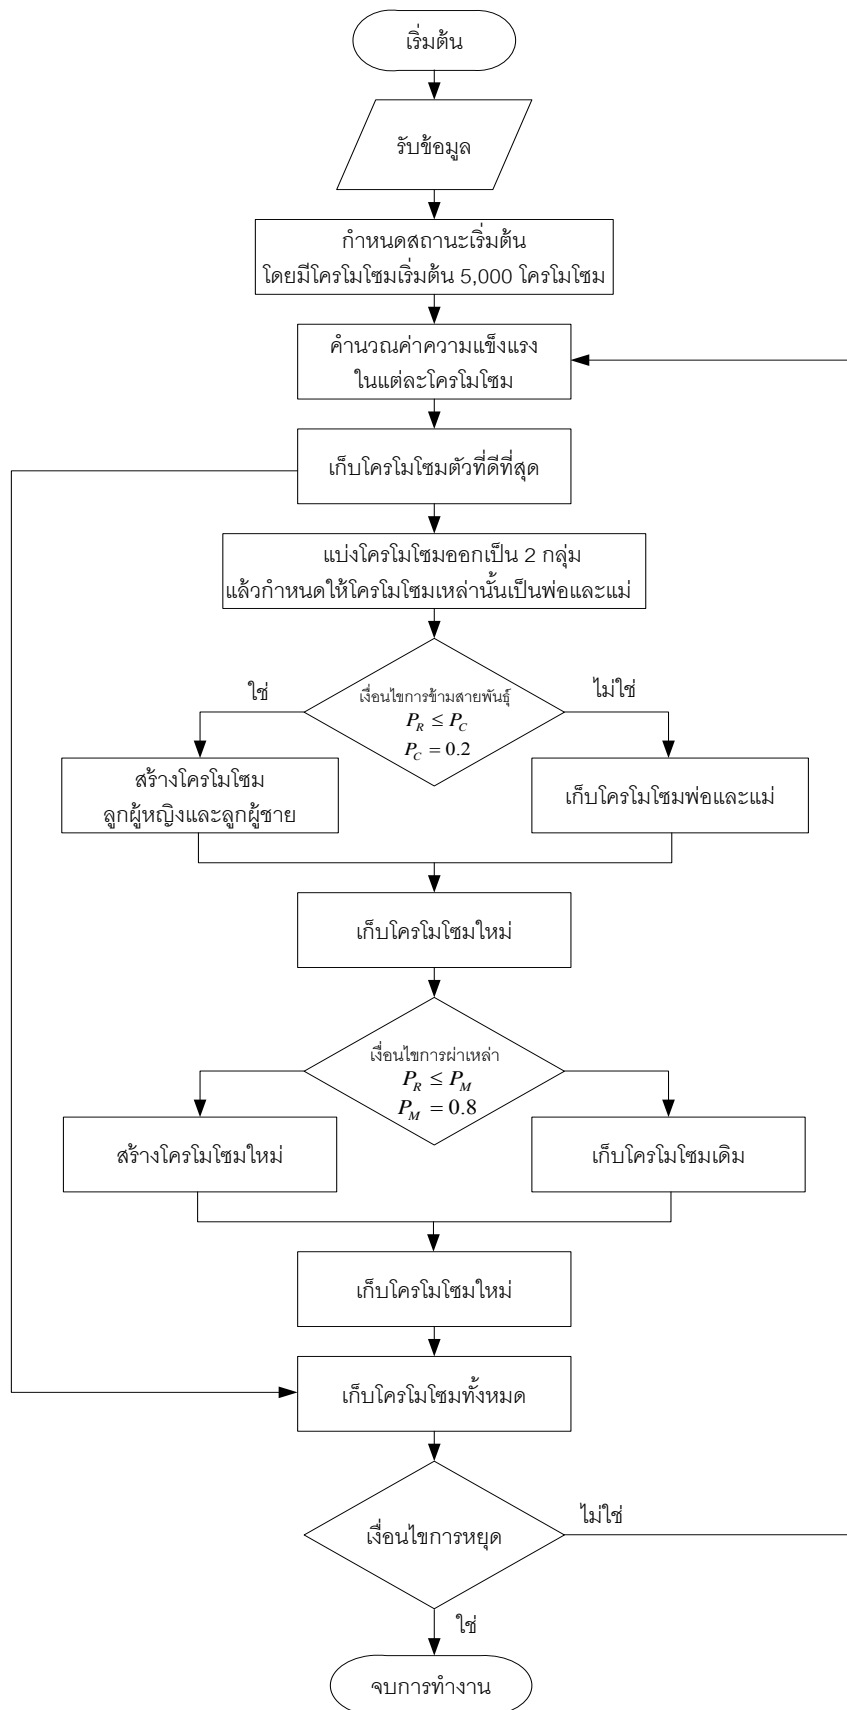 เริ่มต้น
รับข้อมูล
กำหนดสถานะเริ่มต้น
โดยมีโครโมโซมเริ่มต้น 5,000 โครโมโซม
คำนวณค่าความแข็งแรง
ในแต่ละโครโมโซม
เก็บโครโมโซมตัวที่ดีที่สุด
แบ่งโครโมโซมออกเป็น 2 กลุ่ม
แล้วกำหนดให้โครโมโซมเหล่านั้นเป็นพ่อและแม่
ใช่
เงื่อนไขการข้ามสายพันธุ์
P_R ≤ P_C
P_C = 0.2
ไม่ใช่
สร้างโครโมโซม
ลูกผู้หญิงและลูกผู้ชาย
เก็บโครโมโซมพ่อและแม่
เก็บโครโมโซมใหม่
เงื่อนไขการผ่าเหล่า
P_R ≤ P_M
P_M = 0.8
สร้างโครโมโซมใหม่
เก็บโครโมโซมเดิม
เก็บโครโมโซมใหม่
เก็บโครโมโซมทั้งหมด
เงื่อนไขการหยุด
ไม่ใช่
ใช่
จบการทำงาน